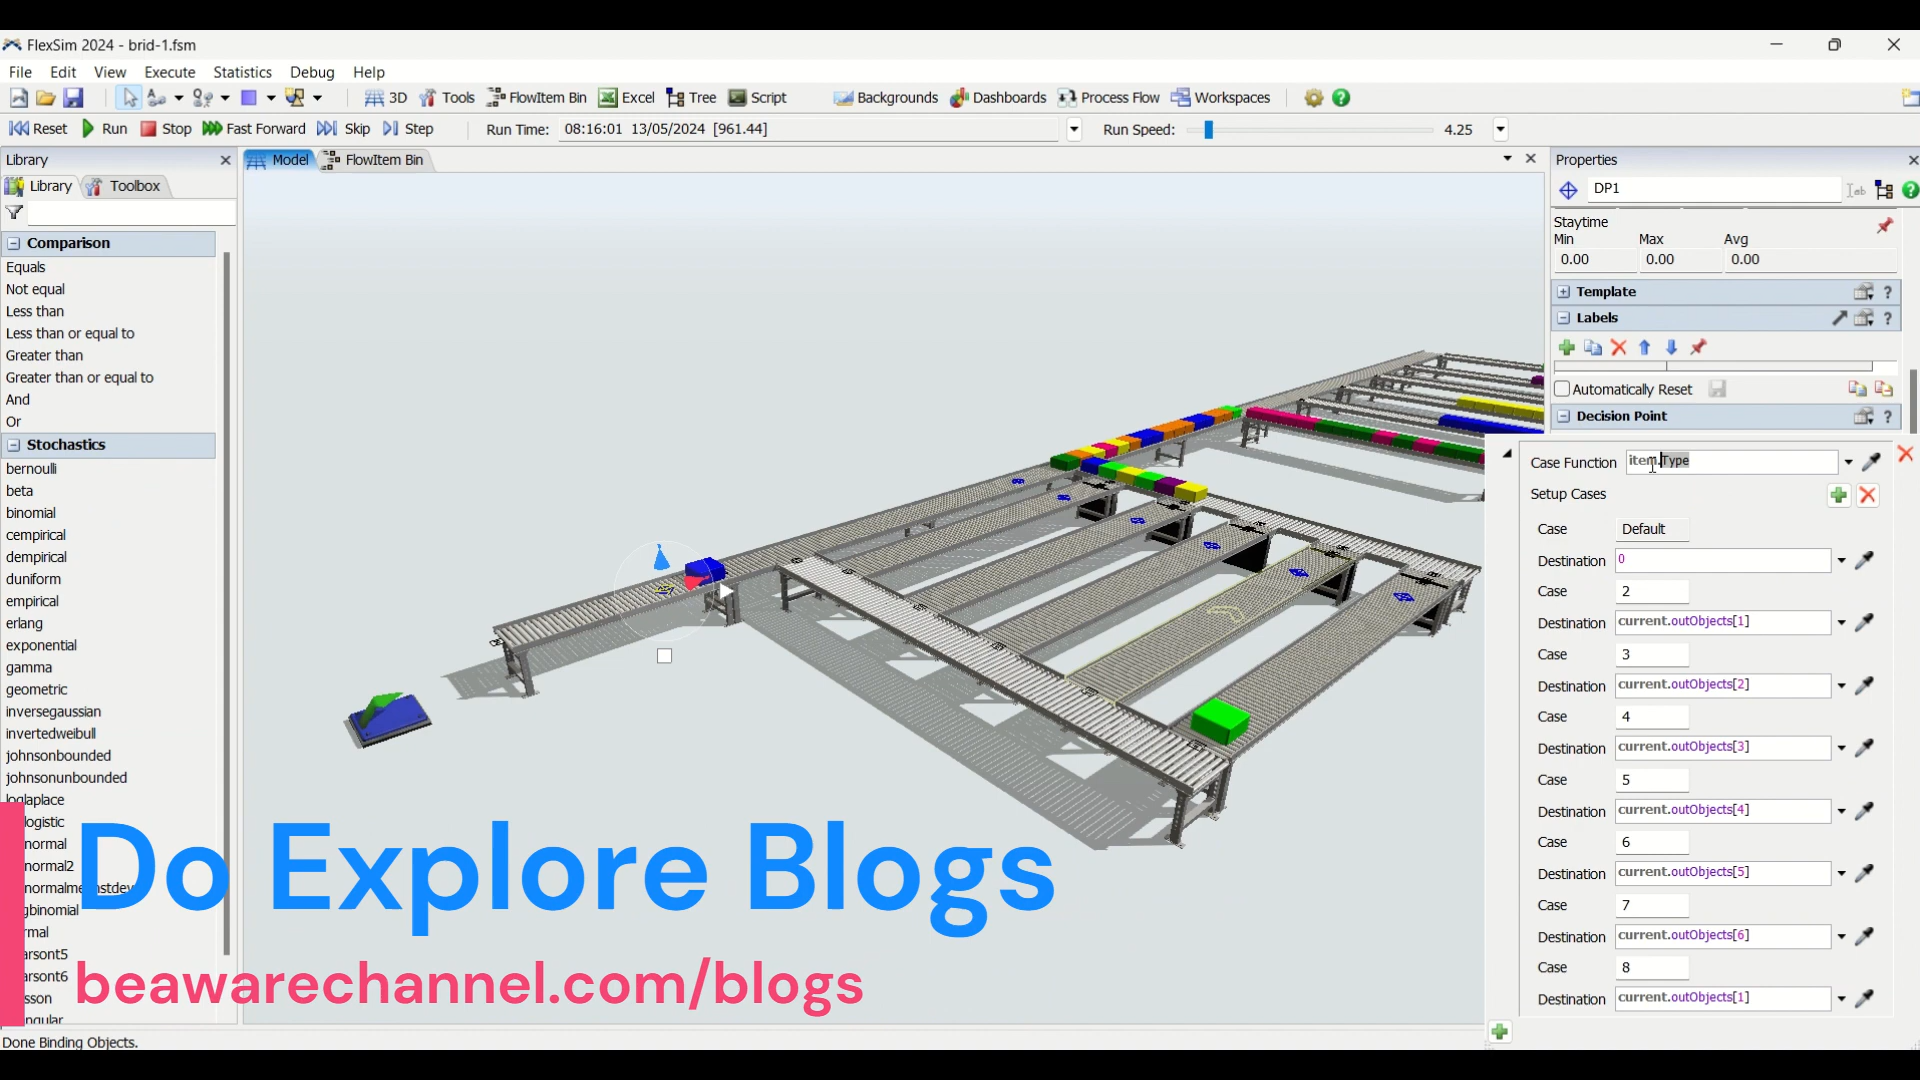 FlexSim 2024 - brid-1.fsm
File Edit View Execute Statistics Debug Help
3D Tools FlowItem Bin Excel Tree Script Backgrounds Dashboards Process Flow Workspaces
Reset Run Stop Fast Forward Skip Step Run Time: 08:16:01 13/05/2024 [961.44] Run Speed: 4.25
Library
Library Toolbox
Comparison
Equals
Not equal
Less than
Less than or equal to
Greater than
Greater than or equal to
And
Or
Stochastics
bernoulli
beta
binomial
cempirical
dempirical
duniform
empirical
erlang
exponential
gamma
geometric
inversegaussian
invertedweibull
johnsonbounded
johnsonunbounded
loglaplace
logistic
normal
normal2
Model FlowItem Bin
Properties
DP1
Staytime
Min Max Avg
0.00 0.00 0.00
Template
Labels
Automatically Reset
Decision Point
Case Function item.Type
Setup Cases
Case Default
Destination 0
Case 2
Destination current.outObjects[1]
Case 3
Destination current.outObjects[2]
Case 4
Destination current.outObjects[3]
Case 5
Destination current.outObjects[4]
Case 6
Destination current.outObjects[5]
Case 7
Destination current.outObjects[6]
Case 8
Destination current.outObjects[1]
Do Explore Blogs
beawarechannel.com/blogs
Done Binding Objects.